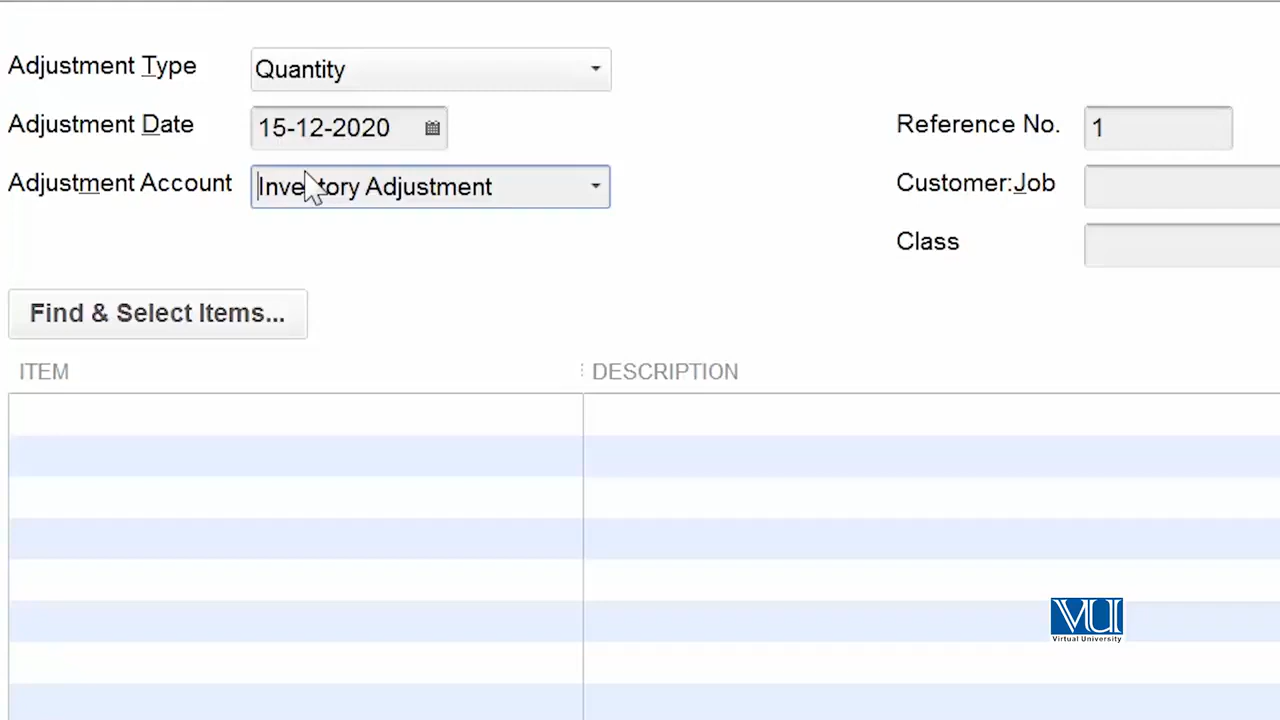 Adjustment Type
Quantity
Adjustment Date
15-12-2020
Reference No.
1
Adjustment Account
Inventory Adjustment
Customer:Job
Class
Find & Select Items...
ITEM
DESCRIPTION
VU
Virtual University